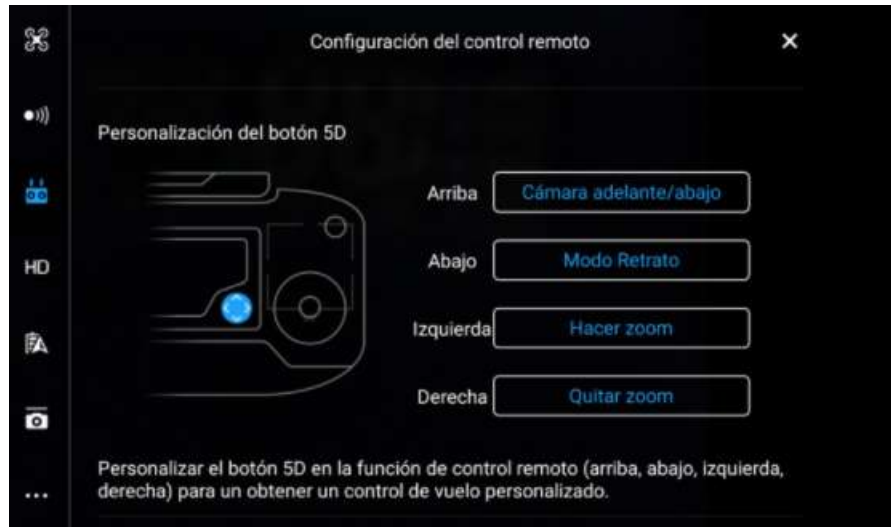 Configuración del control remoto
Personalización del botón 5D
Arriba Cámara adelante/abajo
HD Abajo Modo Retrato
Izquierda Hacer zoom
Derecha Quitar zoom
Personalizar el botón 5D en la función de control remoto (arriba, abajo, izquierda,
derecha) para un obtener un control de vuelo personalizado.